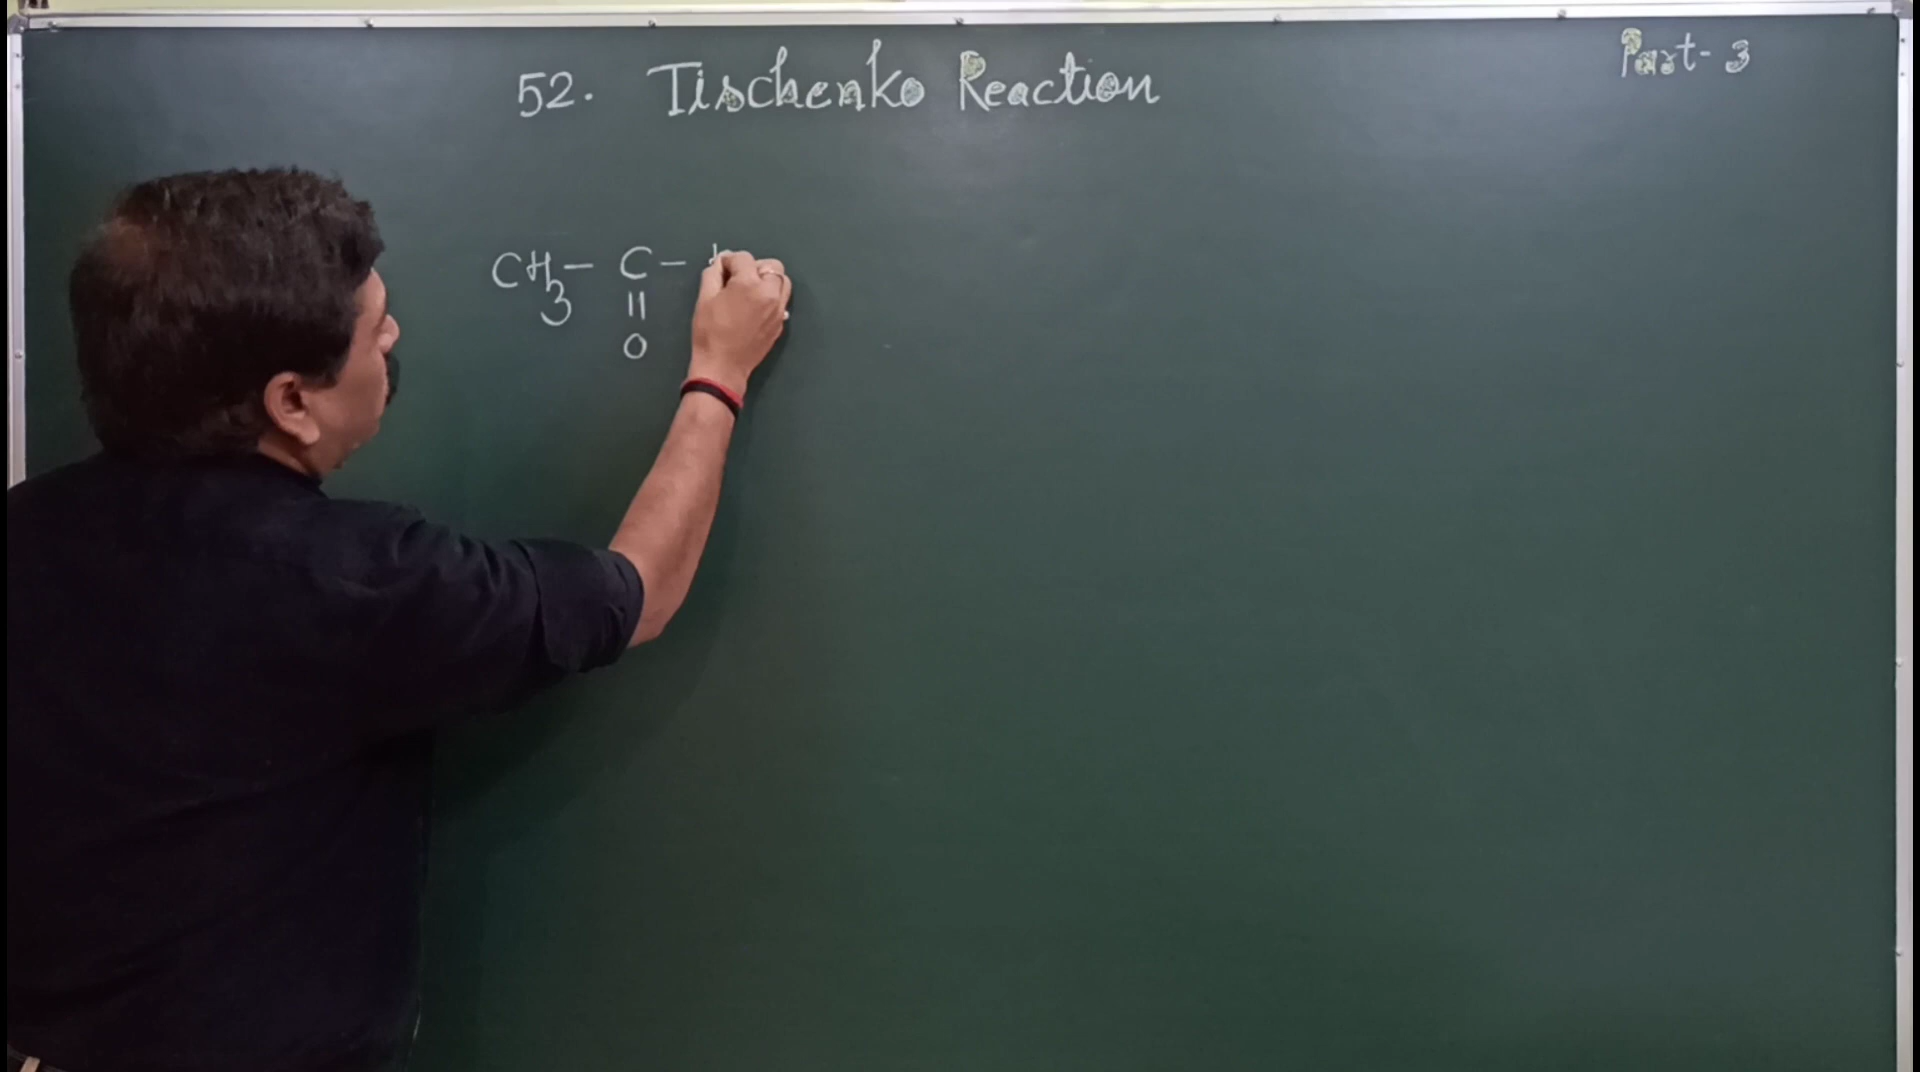 52. Tischenko Reaction
Part-3
CH3 - C -
||
O